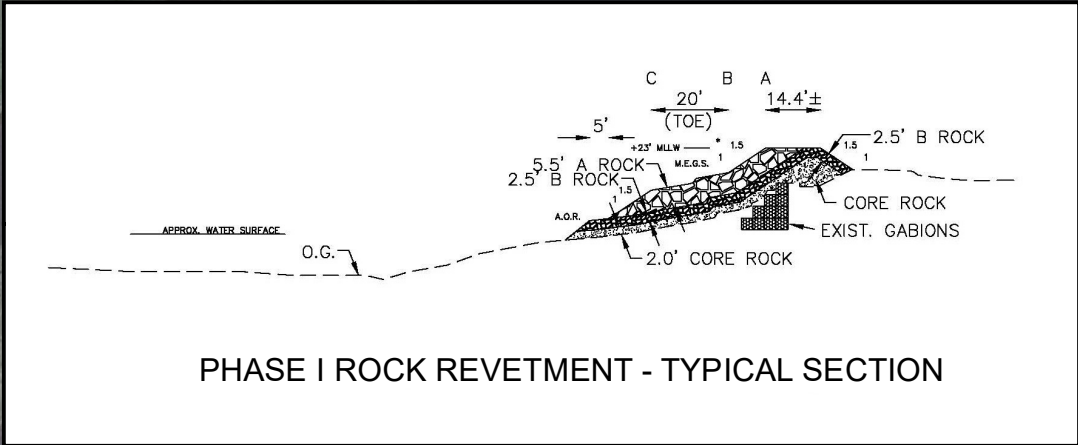 C B A
20' 14.4'±
(TOE)
5'
2.5' B ROCK
+23' MLLW * 1.5 1.5
M.E.G.S. 1 1
5.5' A ROCK
2.5' B ROCK 1.5
1
CORE ROCK
A.O.R.
EXIST. GABIONS
APPROX. WATER SURFACE
O.G.
2.0' CORE ROCK
PHASE I ROCK REVETMENT - TYPICAL SECTION